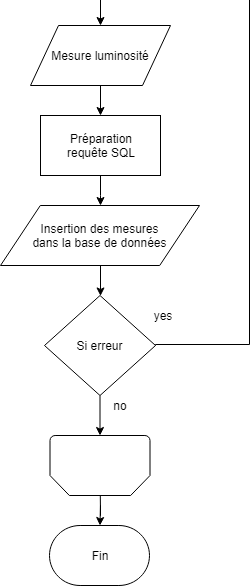 Mesure luminosité
Préparation
requête SQL
Insertion des mesures
dans la base de données
yes
Si erreur
no
Fin